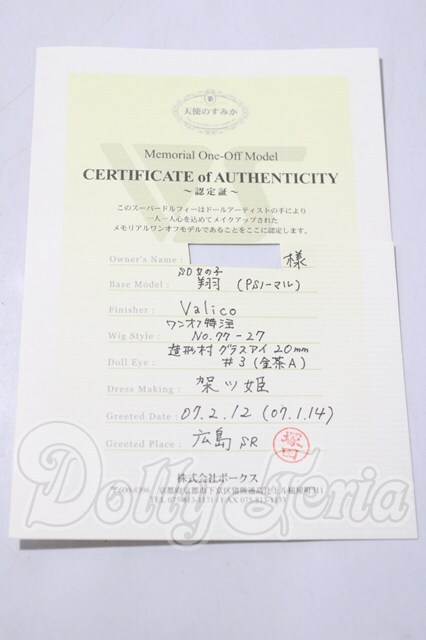 天使のすみか
Memorial One-Off Model
CERTIFICATE of AUTHENTICITY
～認定証～
このスーパードルフィーはドールアーティストの手により
一人一人心を込めてメイクアップされた
メモリアルワンオフモデルであることをここに認定します。
Owner's Name : 様
SD女の子
Base Model : 翔 (PSノーマル)
Finisher : Valico
ワンオフ特注
Wig Style : No.77-27
造形村 グラスアイ 20mm
Doll Eye : #3 (金茶A)
Dress Making : 架ツ姫
Greeted Date : 07.2.12 (07.1.14)
Greeted Place : 広島SR
株式会社ボークス
Dolly Teria